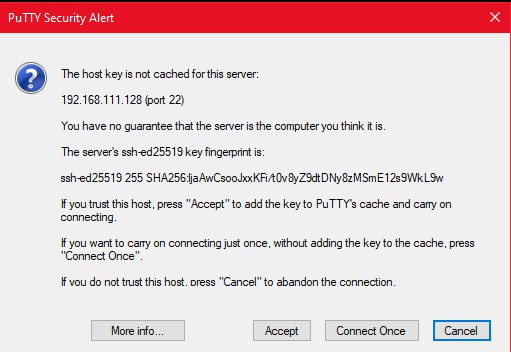 PuTTY Security Alert
The host key is not cached for this server:
192.168.111.128 (port 22)
You have no guarantee that the server is the computer you think it is.
The server's ssh-ed25519 key fingerprint is:
ssh-ed25519 255 SHA256:ljaAwCsooJxxKFi/t0v8yZ9dtDNy8zMSmE12s9WkL9w
If you trust this host, press "Accept" to add the key to PuTTY's cache and carry on
connecting.
If you want to carry on connecting just once, without adding the key to the cache, press
"Connect Once".
If you do not trust this host, press "Cancel" to abandon the connection.
More info...
Accept
Connect Once
Cancel